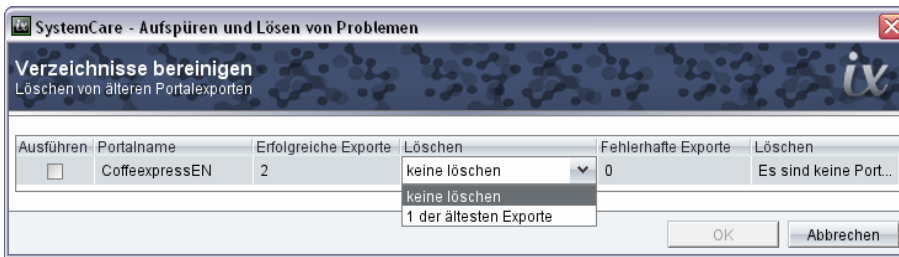 ix SystemCare - Aufspüren und Lösen von Problemen
Verzeichnisse bereinigen
Löschen von älteren Portalexporten
ix
Ausführen Portalname Erfolgreiche Exporte Löschen Fehlerhafte Exporte Löschen
CoffeexpressEN 2 keine löschen 0 Es sind keine Port...
keine löschen
1 der ältesten Exporte
OK Abbrechen